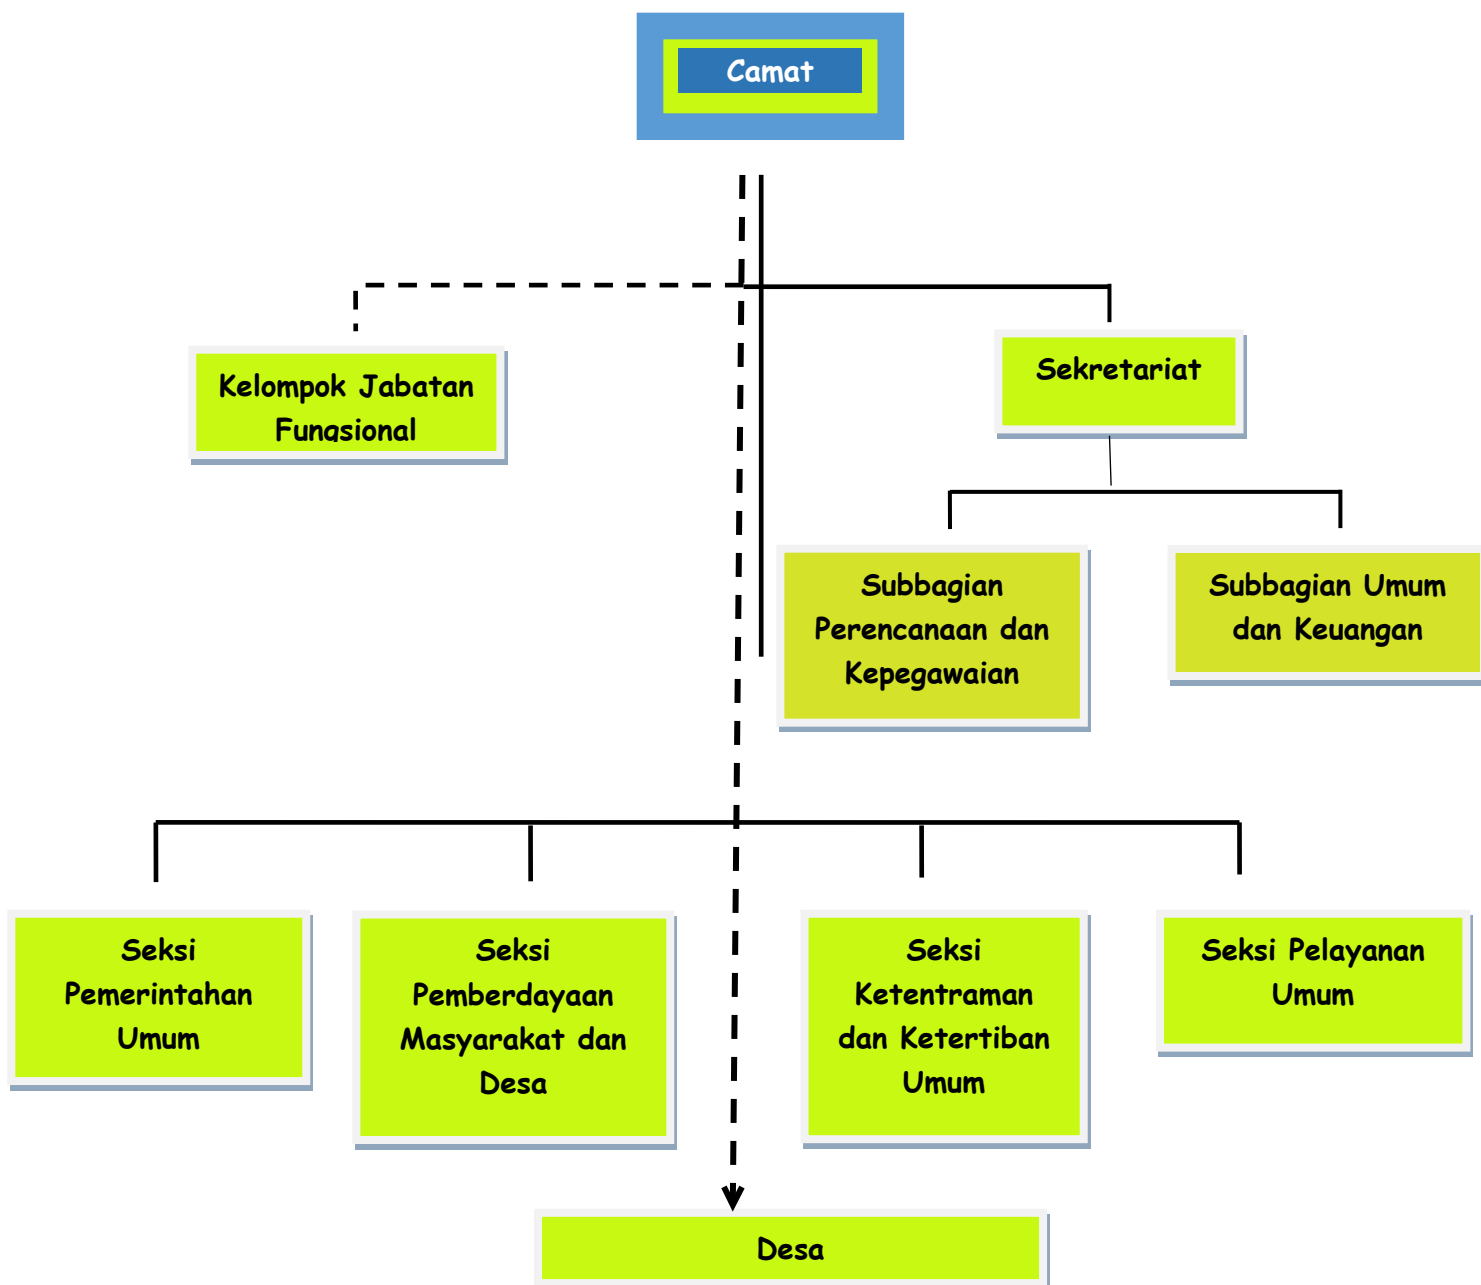 Camat
Kelompok Jabatan
Fungsional
Sekretariat
Subbagian
Perencanaan dan
Kepegawaian
Subbagian Umum
dan Keuangan
Seksi
Pemerintahan
Umum
Seksi
Pemberdayaan
Masyarakat dan
Desa
Seksi
Ketentraman
dan Ketertiban
Umum
Seksi Pelayanan
Umum
Desa